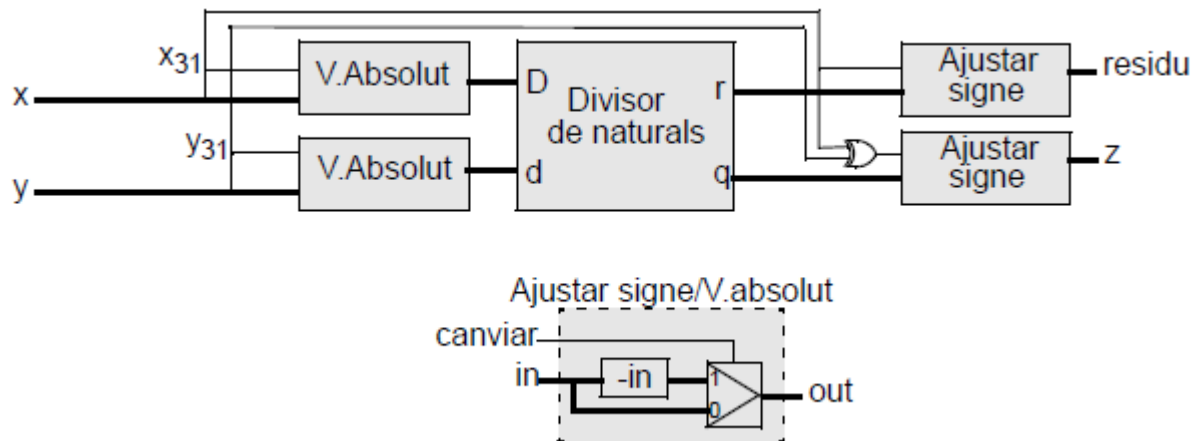 x31
x
V.Absolut
D
Divisor
de naturals
r
Ajustar
signe
residu
y31
y
V.Absolut
d
q
Ajustar
signe
z
Ajustar signe/V.absolut
canviar
in
-in
1
0
out